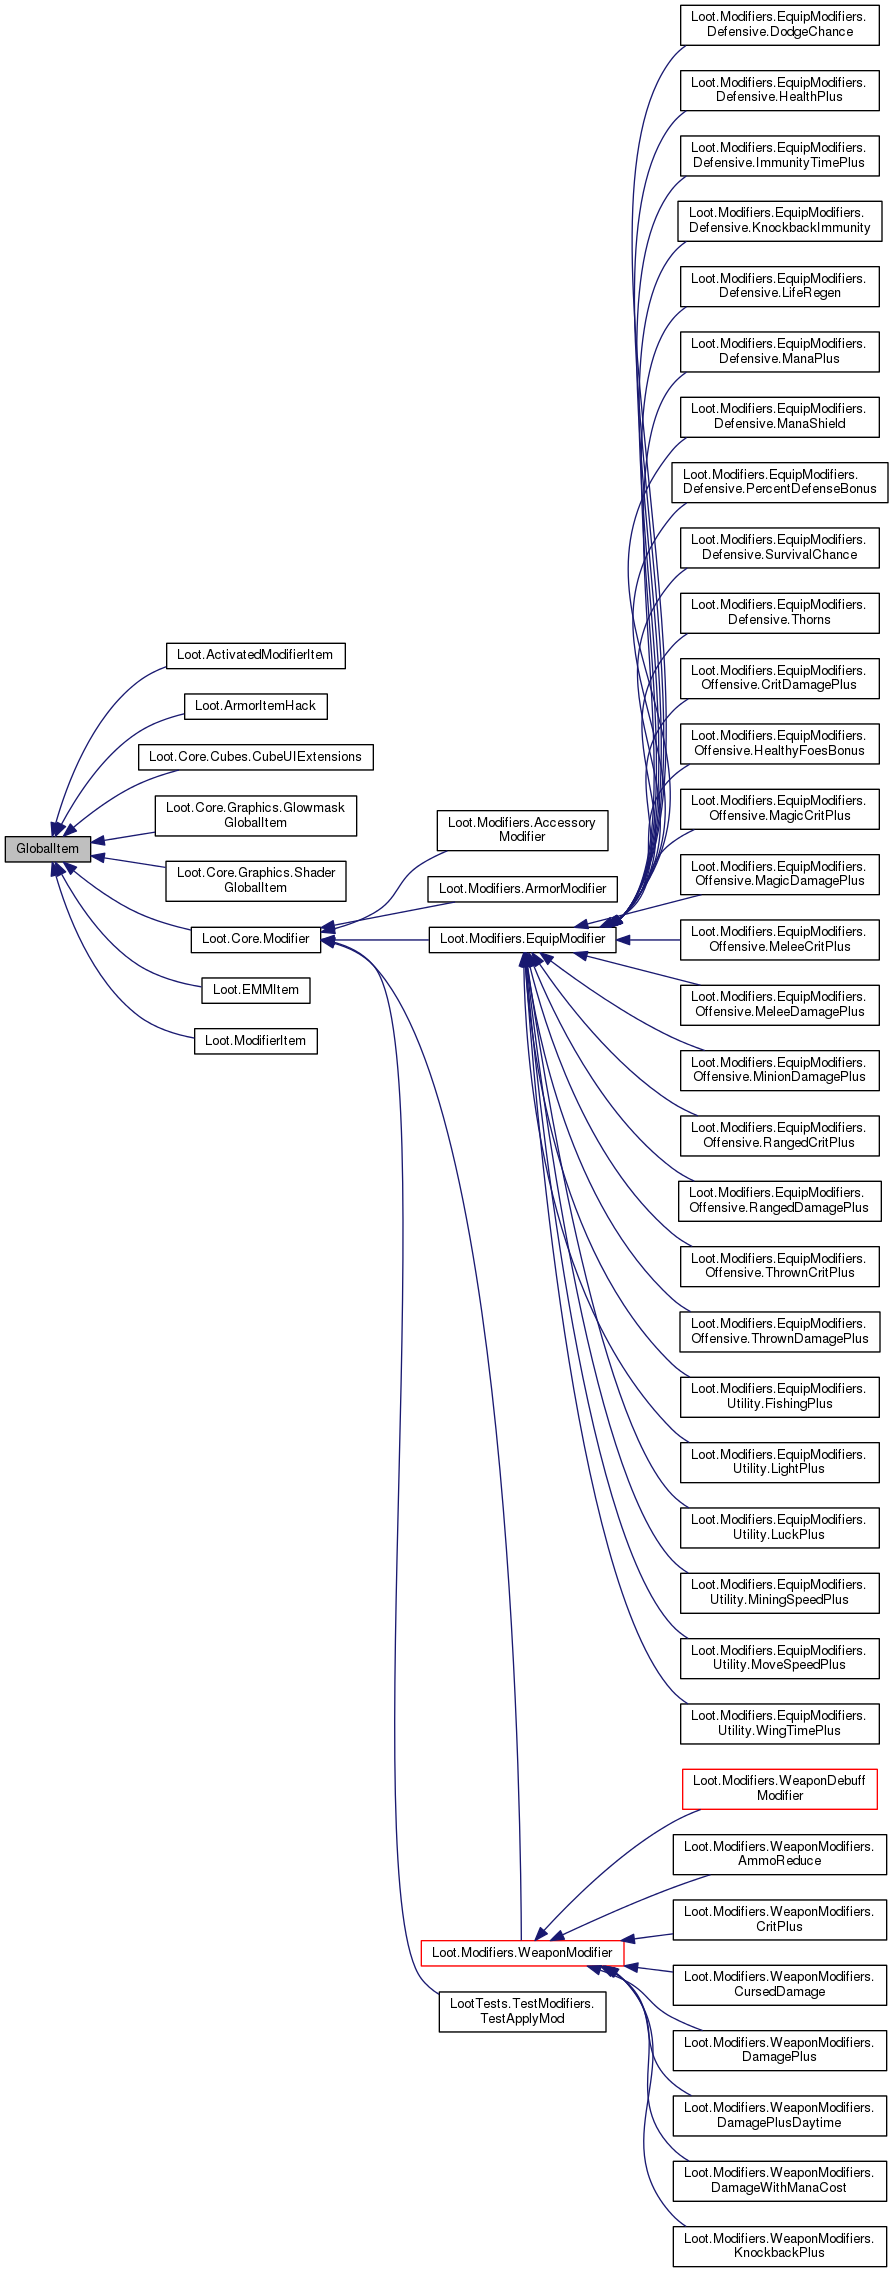 GlobalItem
Loot.ActivatedModifierItem
Loot.ArmorItemHack
Loot.Core.Cubes.CubeUIExtensions
Loot.Core.Graphics.Glowmask
GlobalItem
Loot.Core.Graphics.Shader
GlobalItem
Loot.Core.Modifier
Loot.EMMItem
Loot.ModifierItem
Loot.Modifiers.Accessory
Modifier
Loot.Modifiers.ArmorModifier
Loot.Modifiers.EquipModifier
Loot.Modifiers.WeaponModifier
LootTests.TestModifiers.
TestApplyMod
Loot.Modifiers.EquipModifiers.
Defensive.DodgeChance
Loot.Modifiers.EquipModifiers.
Defensive.HealthPlus
Loot.Modifiers.EquipModifiers.
Defensive.ImmunityTimePlus
Loot.Modifiers.EquipModifiers.
Defensive.KnockbackImmunity
Loot.Modifiers.EquipModifiers.
Defensive.LifeRegen
Loot.Modifiers.EquipModifiers.
Defensive.ManaPlus
Loot.Modifiers.EquipModifiers.
Defensive.ManaShield
Loot.Modifiers.EquipModifiers.
Defensive.PercentDefenseBonus
Loot.Modifiers.EquipModifiers.
Defensive.SurvivalChance
Loot.Modifiers.EquipModifiers.
Defensive.Thorns
Loot.Modifiers.EquipModifiers.
Offensive.CritDamagePlus
Loot.Modifiers.EquipModifiers.
Offensive.HealthyFoesBonus
Loot.Modifiers.EquipModifiers.
Offensive.MagicCritPlus
Loot.Modifiers.EquipModifiers.
Offensive.MagicDamagePlus
Loot.Modifiers.EquipModifiers.
Offensive.MeleeCritPlus
Loot.Modifiers.EquipModifiers.
Offensive.MeleeDamagePlus
Loot.Modifiers.EquipModifiers.
Offensive.MinionDamagePlus
Loot.Modifiers.EquipModifiers.
Offensive.RangedCritPlus
Loot.Modifiers.EquipModifiers.
Offensive.RangedDamagePlus
Loot.Modifiers.EquipModifiers.
Offensive.ThrownCritPlus
Loot.Modifiers.EquipModifiers.
Offensive.ThrownDamagePlus
Loot.Modifiers.EquipModifiers.
Utility.FishingPlus
Loot.Modifiers.EquipModifiers.
Utility.LightPlus
Loot.Modifiers.EquipModifiers.
Utility.LuckPlus
Loot.Modifiers.EquipModifiers.
Utility.MiningSpeedPlus
Loot.Modifiers.EquipModifiers.
Utility.MoveSpeedPlus
Loot.Modifiers.EquipModifiers.
Utility.WingTimePlus
Loot.Modifiers.WeaponDebuff
Modifier
Loot.Modifiers.WeaponModifiers.
AmmoReduce
Loot.Modifiers.WeaponModifiers.
CritPlus
Loot.Modifiers.WeaponModifiers.
CursedDamage
Loot.Modifiers.WeaponModifiers.
DamagePlus
Loot.Modifiers.WeaponModifiers.
DamagePlusDaytime
Loot.Modifiers.WeaponModifiers.
DamageWithManaCost
Loot.Modifiers.WeaponModifiers.
KnockbackPlus